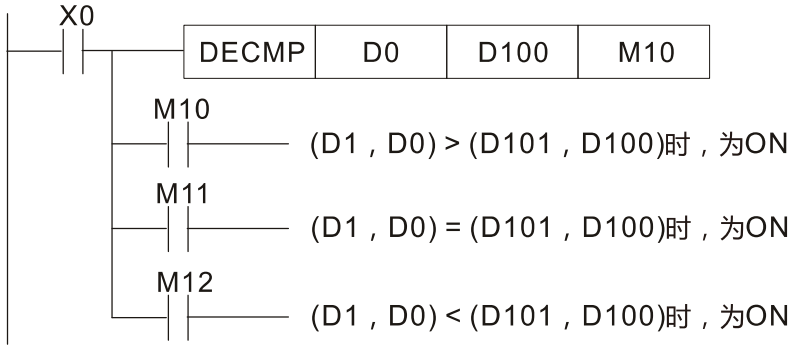 X0
DECMP D0 D100 M10
M10
(D1，D0) > (D101，D100)时，为ON
M11
(D1，D0) = (D101，D100)时，为ON
M12
(D1，D0) < (D101，D100)时，为ON